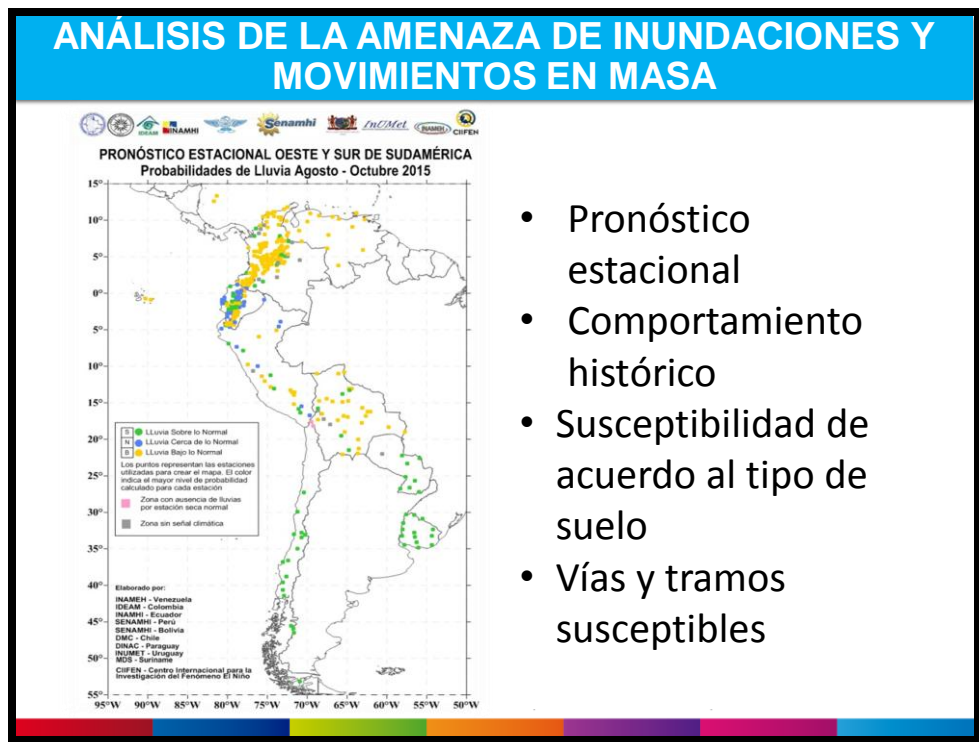 ANÁLISIS DE LA AMENAZA DE INUNDACIONES Y
MOVIMIENTOS EN MASA
IDEAM
INAMHI
Senamhi
InUMet
INAMEH
CIIFEN
PRONÓSTICO ESTACIONAL OESTE Y SUR DE SUDAMÉRICA
Probabilidades de Lluvia Agosto - Octubre 2015
15°
10°
5°
0°
5°
10°
15°
20°
25°
30°
35°
40°
45°
50°
55°
95°W 90°W 85°W 80°W 75°W 70°W 65°W 60°W 55°W 50°W
S LLuvia Sobre lo Normal
N LLuvia Cerca de lo Normal
B LLuvia Bajo lo Normal
Los puntos representan las estaciones
utilizadas para crear el mapa. El color
indica el mayor nivel de probabilidad
calculado para cada estación
Zona con ausencia de lluvias
por estación seca normal
Zona sin señal climática
Elaborado por:
INAMEH - Venezuela
IDEAM - Colombia
INAMHI - Ecuador
SENAMHI - Perú
SENAMHI - Bolivia
DMC - Chile
DINAC - Paraguay
INUMET - Uruguay
MDS - Suriname
CIIFEN - Centro Internacional para la
Investigación del Fenómeno El Niño
• Pronóstico
estacional
• Comportamiento
histórico
• Susceptibilidad de
acuerdo al tipo de
suelo
• Vías y tramos
susceptibles